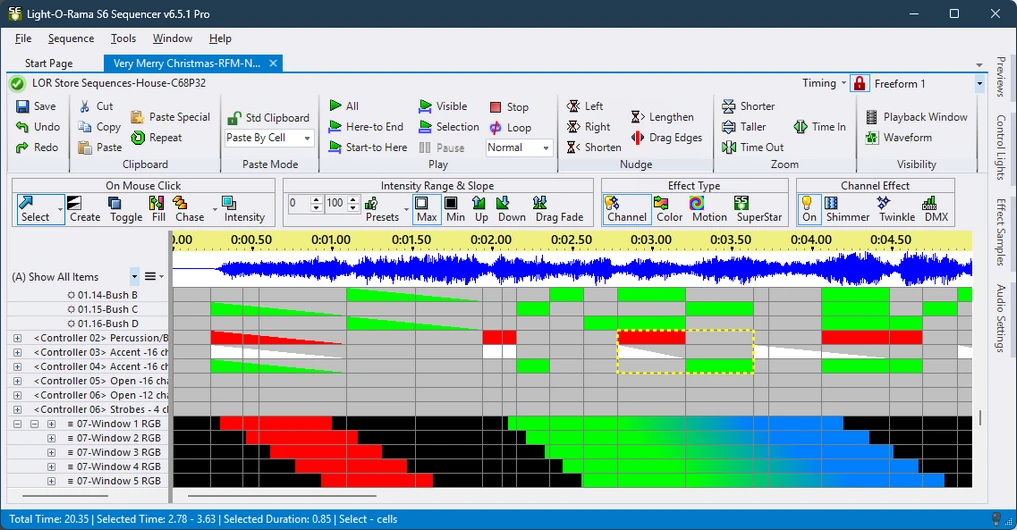 Light-O-Rama S6 Sequencer v6.5.1 Pro
File Sequence Tools Window Help
Start Page Very Merry Christmas-RFM-N...
LOR Store Sequences-House-C68P32 Timing Freeform 1
Save Cut Paste Special Std Clipboard All Visible Stop Left Lengthen Shorter Playback Window
Undo Copy Repeat Paste By Cell Here-to End Selection Loop Right Drag Edges Taller Time In Waveform
Redo Paste Start-to Here Pause Normal Shorten Time Out
Clipboard Paste Mode Play Nudge Zoom Visibility
On Mouse Click Intensity Range & Slope Effect Type Channel Effect
Select Create Toggle Fill Chase Intensity 0 100 Presets Max Min Up Down Drag Fade Channel Color Motion SuperStar On Shimmer Twinkle DMX
0.00 0:00.50 0:01.00 0:01.50 0:02.00 0:02.50 0:03.00 0:03.50 0:04.00 0:04.50
(A) Show All Items
01.14-Bush B
01.15-Bush C
01.16-Bush D
<Controller 02> Percussion/B
<Controller 03> Accent -16 ch
<Controller 04> Accent -16 ch
<Controller 05> Open -16 cha
<Controller 06> Open -12 cha
<Controller 06> Strobes - 4 c
07-Window 1 RGB
07-Window 2 RGB
07-Window 3 RGB
07-Window 4 RGB
07-Window 5 RGB
Previews
Control Lights
Effect Samples
Audio Settings
Total Time: 20.35 | Selected Time: 2.78 - 3.63 | Selected Duration: 0.85 | Select - cells